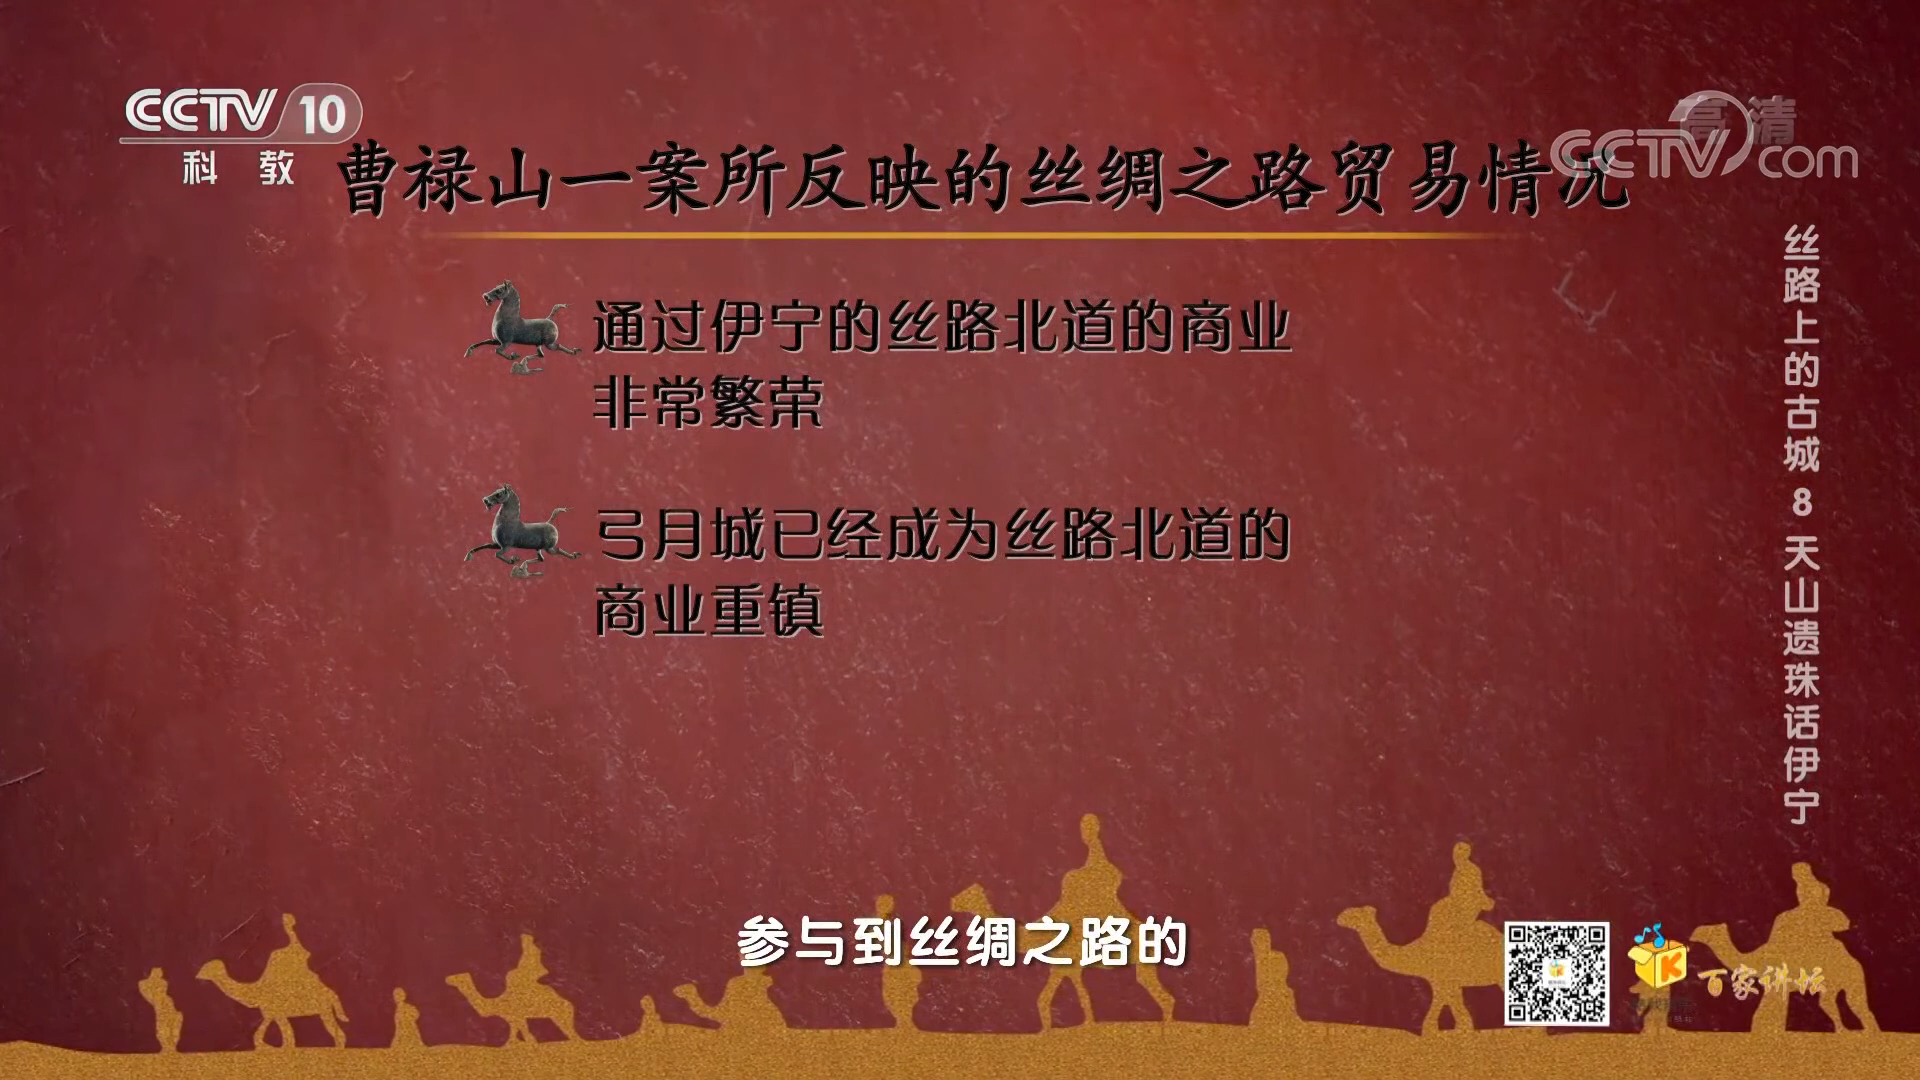 CCTV 10
科教
高清
CCTV.com
曹禄山一案所反映的丝绸之路贸易情况
通过伊宁的丝路北道的商业
非常繁荣
弓月城已经成为丝路北道的
商业重镇
丝路上的古城 8 天山遗珠话伊宁
参与到丝绸之路的
K
百家讲坛